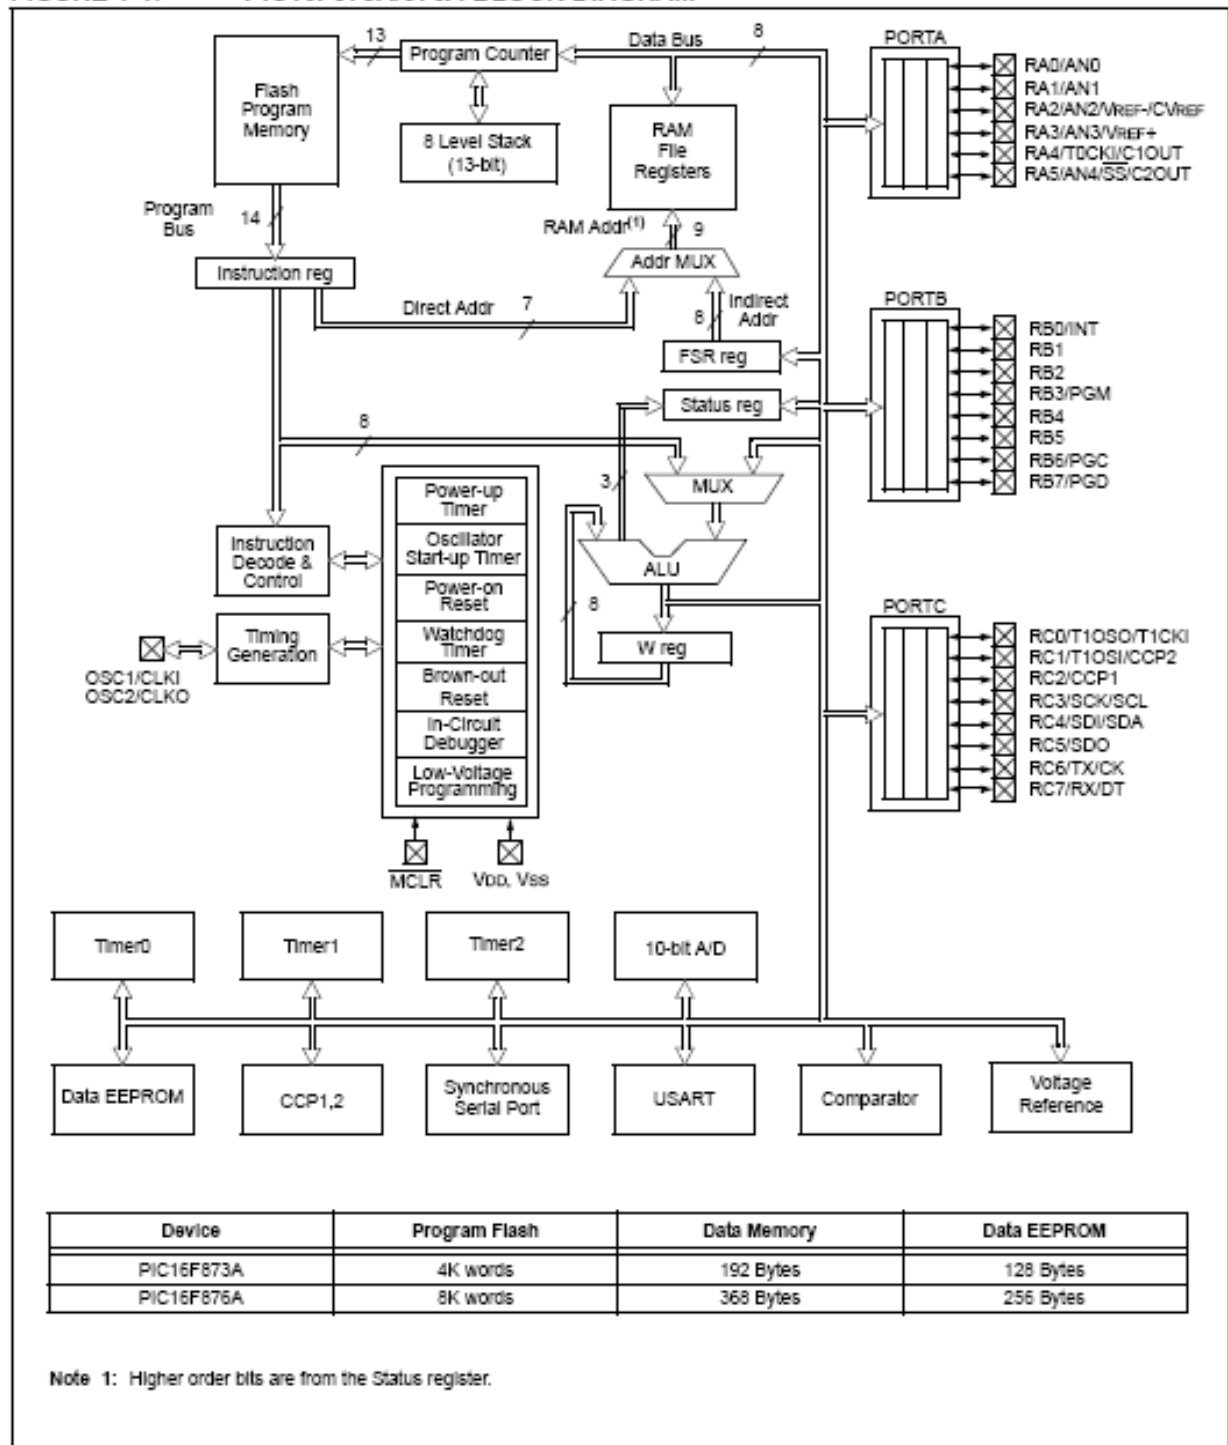 13
Program Counter
Data Bus
8
PORTA
Flash
Program
Memory
8 Level Stack
(13-bit)
RAM
File
Registers
RA0/AN0
RA1/AN1
RA2/AN2/VREF-/CVREF
RA3/AN3/VREF+
RA4/T0CKI/C1OUT
RA5/AN4/SS/C2OUT
Program
Bus
14
RAM Addr(1)
9
Addr MUX
Instruction reg
Direct Addr
7
8
Indirect
Addr
FSR reg
Status reg
PORTB
RB0/INT
RB1
RB2
RB3/PGM
RB4
RB5
RB6/PGC
RB7/PGD
8
3
MUX
ALU
8
W reg
Power-up
Timer
Oscillator
Start-up Timer
Power-on
Reset
Watchdog
Timer
Brown-out
Reset
In-Circuit
Debugger
Low-Voltage
Programming
Instruction
Decode &
Control
Timing
Generation
OSC1/CLKI
OSC2/CLKO
MCLR
VDD, VSS
PORTC
RC0/T1OSO/T1CKI
RC1/T1OSI/CCP2
RC2/CCP1
RC3/SCK/SCL
RC4/SDI/SDA
RC5/SDO
RC6/TX/CK
RC7/RX/DT
Timer0
Timer1
Timer2
10-bit A/D
Data EEPROM
CCP1,2
Synchronous
Serial Port
USART
Comparator
Voltage
Reference
Device Program Flash Data Memory Data EEPROM
PIC16F873A 4K words 192 Bytes 128 Bytes
PIC16F876A 8K words 368 Bytes 256 Bytes
Note 1: Higher order bits are from the Status register.